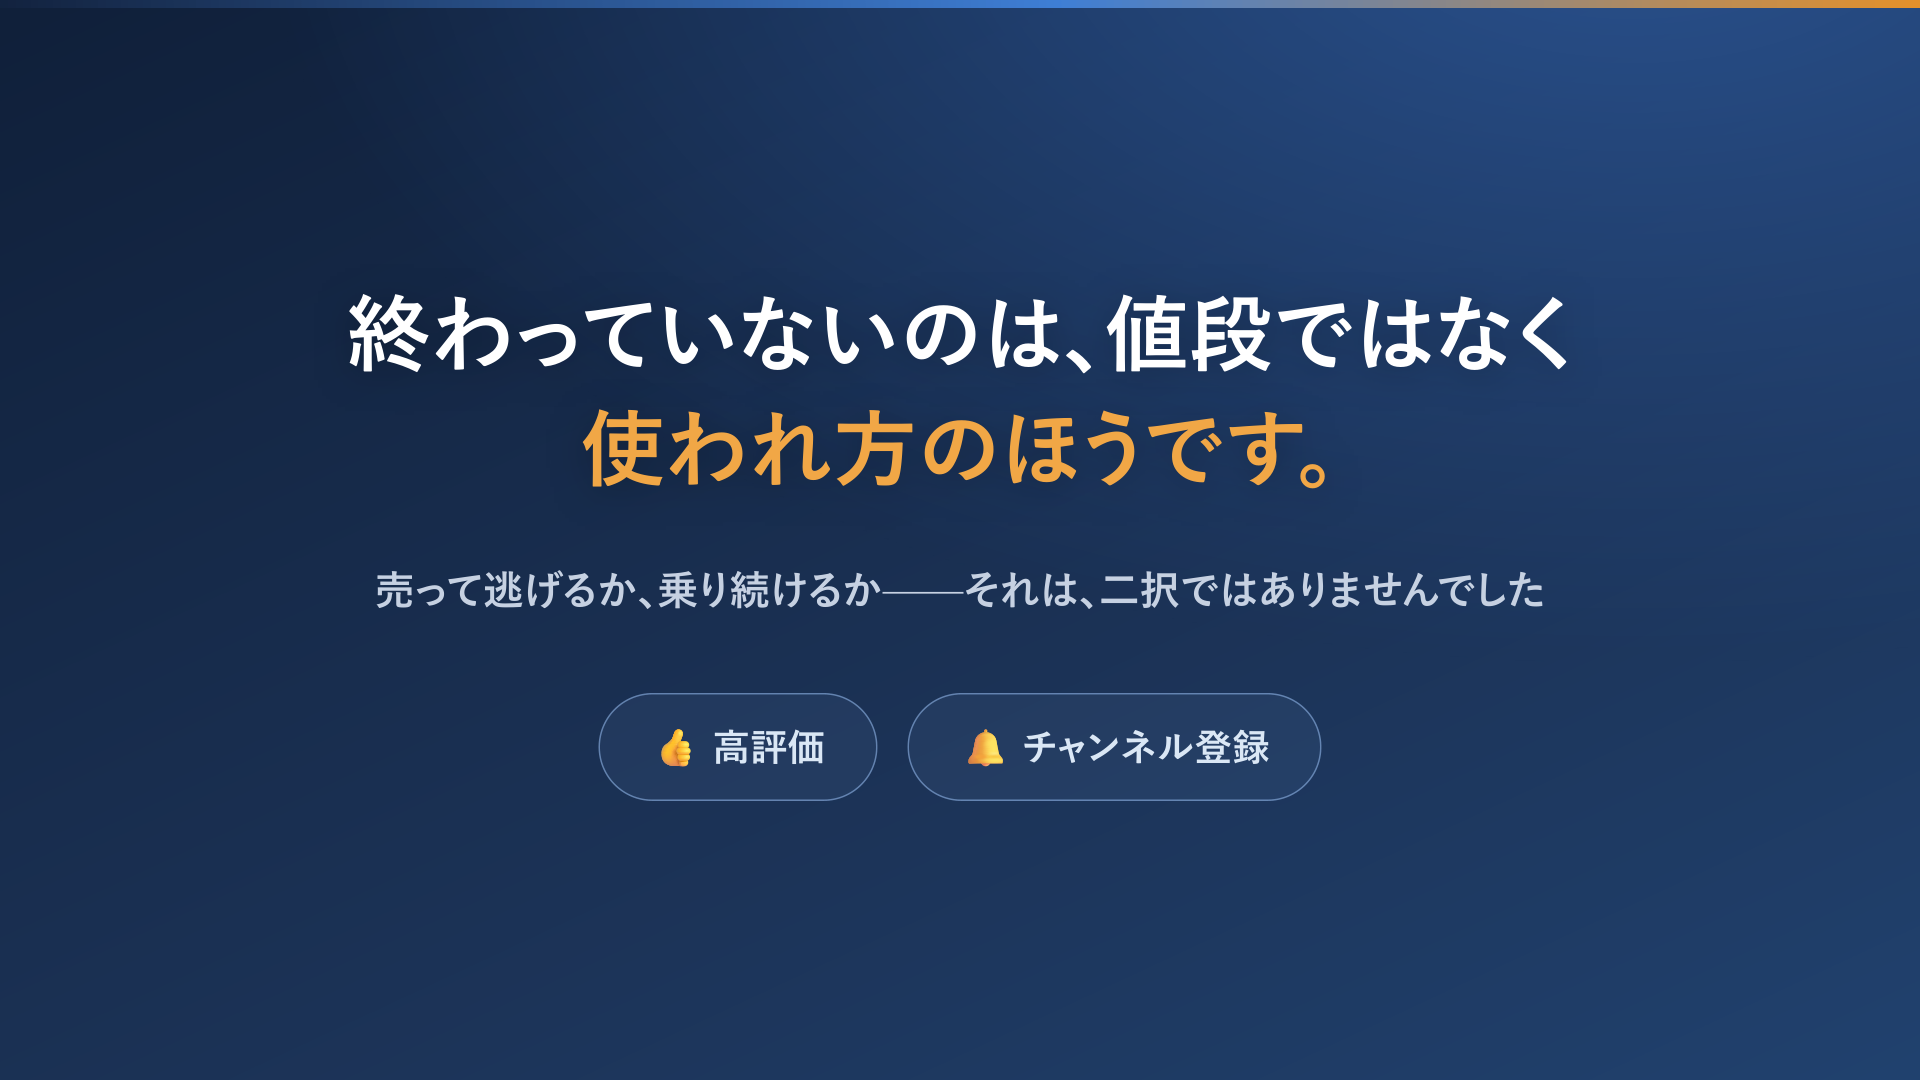 終わっていないのは、値段ではなく
使われ方のほうです。
売って逃げるか、乗り続けるか――それは、二択ではありませんでした
👍 高評価
🔔 チャンネル登録